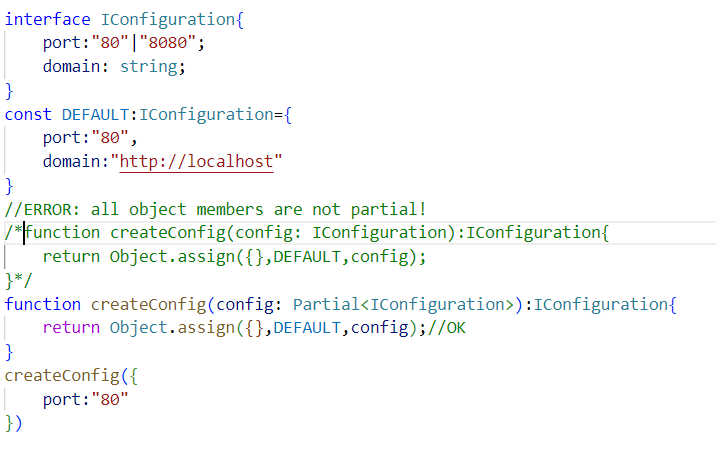 interface IConfiguration{
    port:"80"|"8080";
    domain: string;
}
const DEFAULT:IConfiguration={
    port:"80",
    domain:"http://localhost"
}
//ERROR: all object members are not partial!
/*function createConfig(config: IConfiguration):IConfiguration{
    return Object.assign({},DEFAULT,config);
}*/
function createConfig(config: Partial<IConfiguration>):IConfiguration{
    return Object.assign({},DEFAULT,config);//OK
}
createConfig({
    port:"80"
})